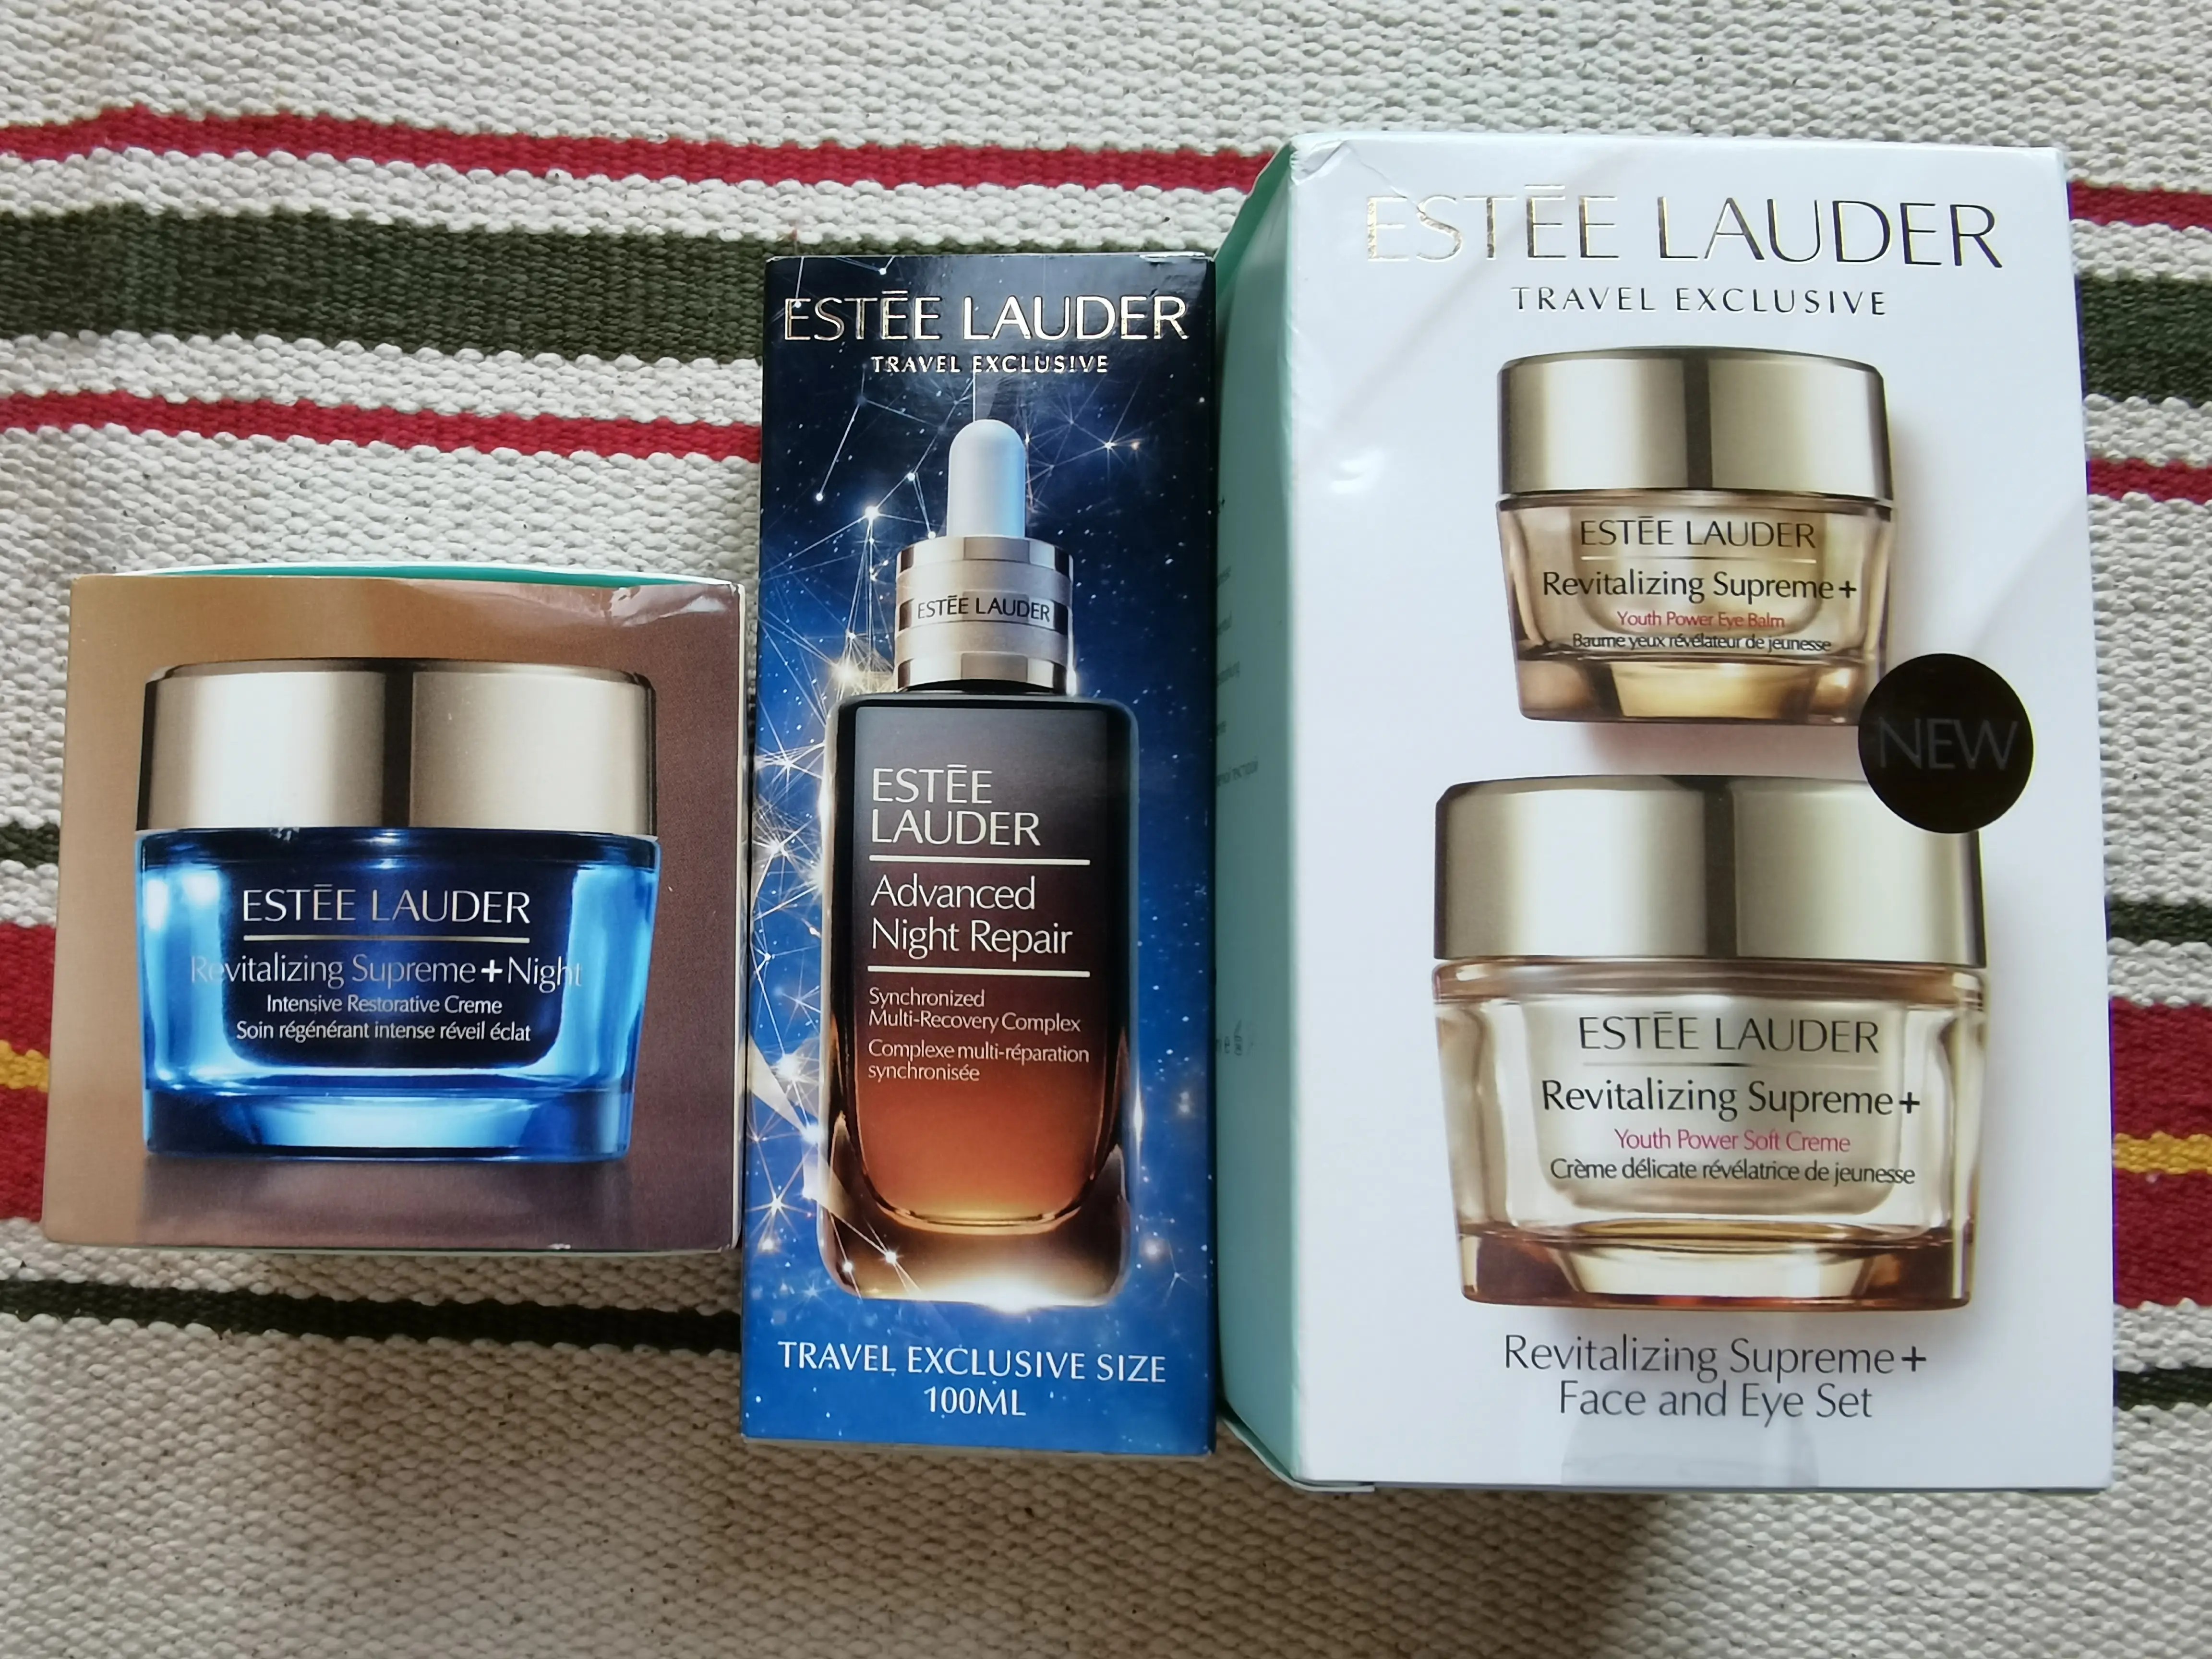 ESTĒE LAUDER
Revitalizing Supreme+ Night
Intensive Restorative Creme
Soin régénérant intense réveil éclat
ESTĒE LAUDER
TRAVEL EXCLUSIVE
ESTĒE LAUDER
ESTĒE
LAUDER
Advanced
Night Repair
Synchronized
Multi-Recovery Complex
Complexe multi-réparation
synchronisée
TRAVEL EXCLUSIVE SIZE
100ML
ESTĒE LAUDER
TRAVEL EXCLUSIVE
ESTĒE LAUDER
Revitalizing Supreme+
Youth Power Eye Balm
Baume yeux révélateur de jeunesse
NEW
ESTĒE LAUDER
Revitalizing Supreme+
Youth Power Soft Creme
Crème délicate révélatrice de jeunesse
Revitalizing Supreme+
Face and Eye Set